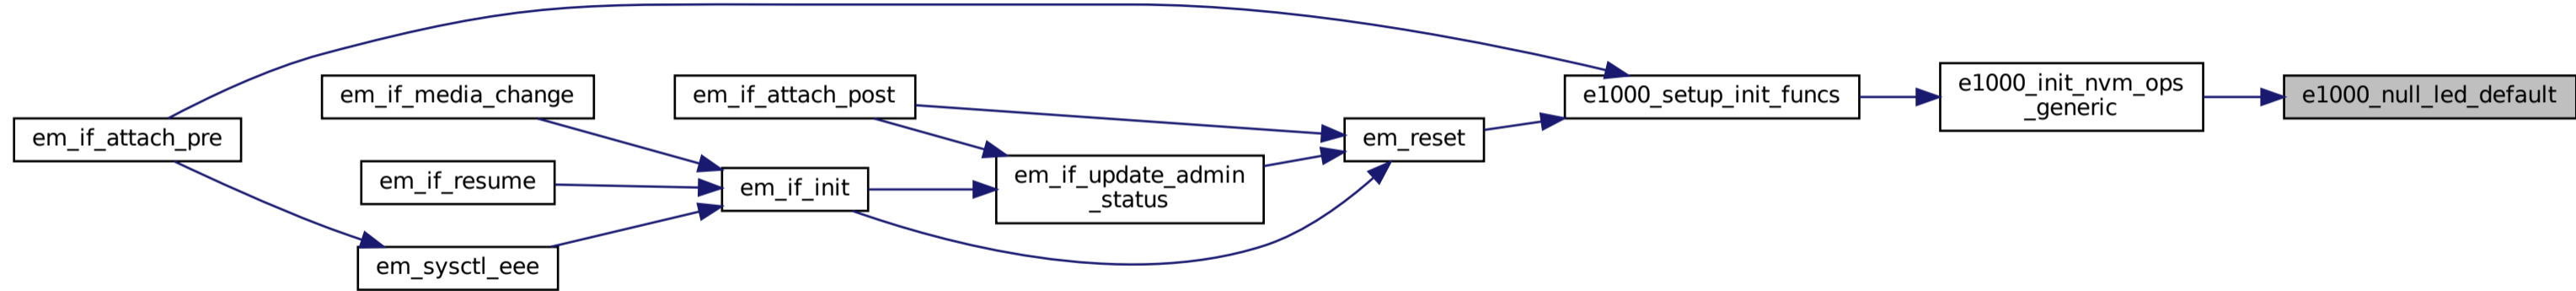 em_if_attach_pre
em_if_media_change
em_if_resume
em_sysctl_eee
em_if_attach_post
em_if_init
em_if_update_admin
_status
em_reset
e1000_setup_init_funcs
e1000_init_nvm_ops
_generic
e1000_null_led_default